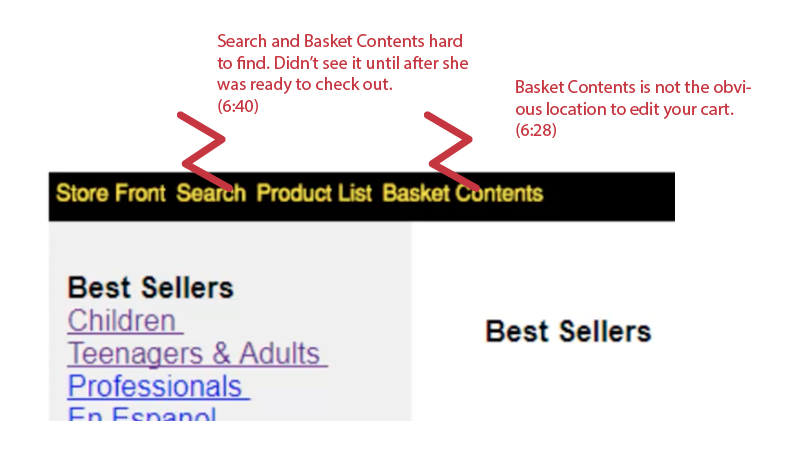 Search and Basket Contents hard
to find. Didn’t see it until after she
was ready to check out.
(6:40)
Basket Contents is not the obvi-
ous location to edit your cart.
(6:28)
Store Front Search Product List Basket Contents
Best Sellers
Children
Teenagers & Adults
Professionals
En Espanol
Best Sellers